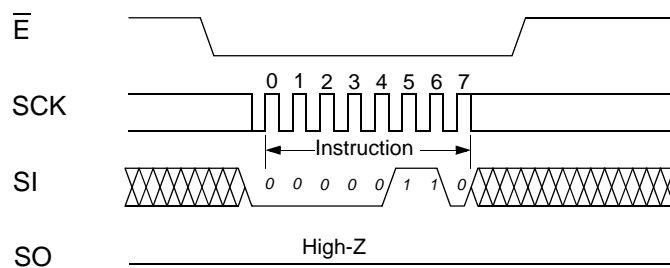 E
0 1 2 3 4 5 6 7
SCK
Instruction
SI 0 0 0 0 0 1 1 0
High-Z
SO